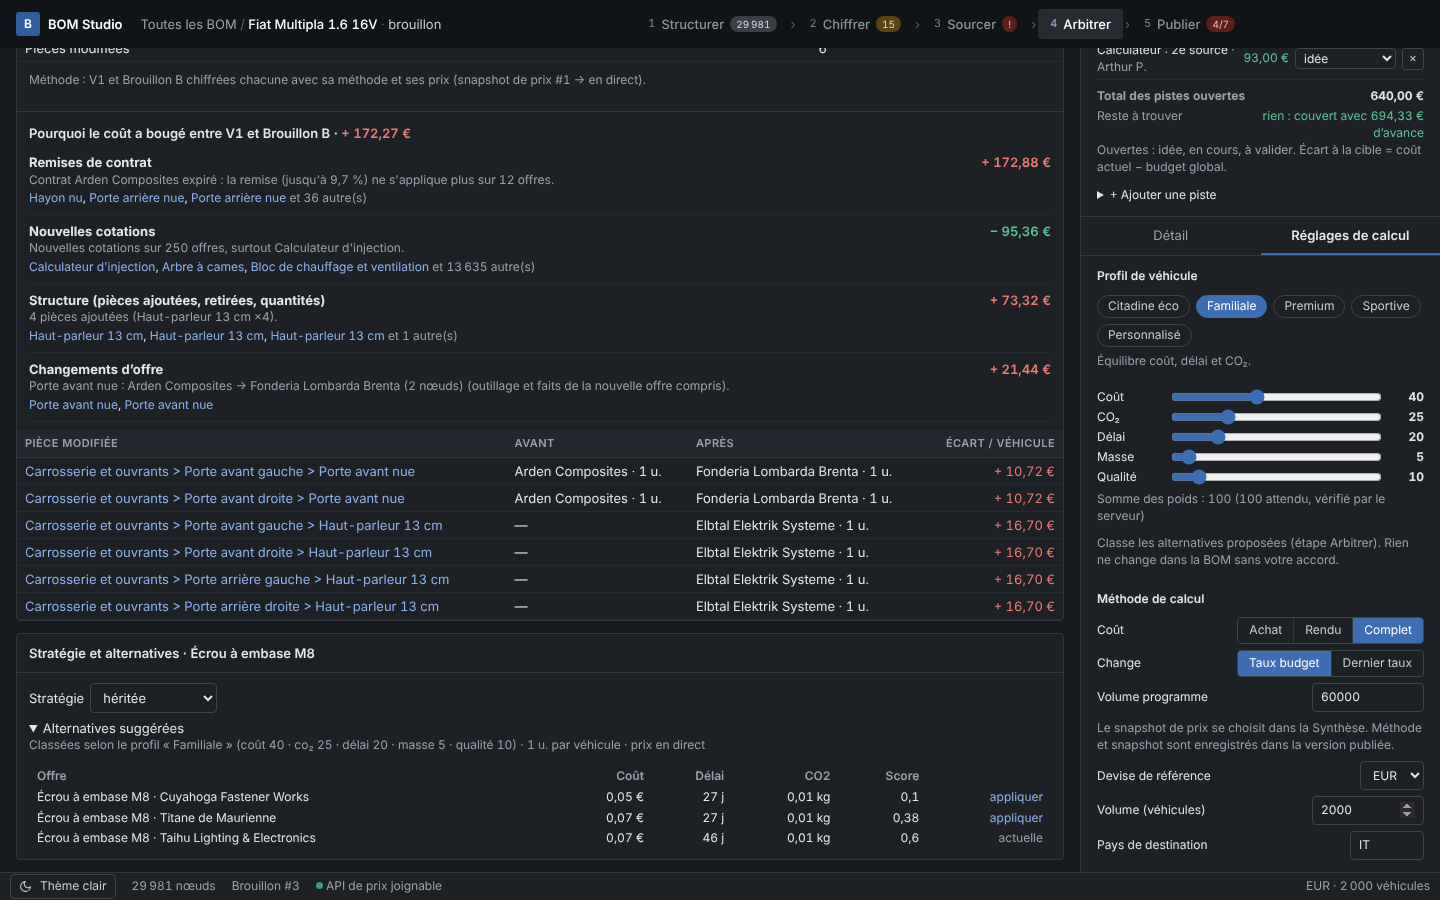 B BOM Studio Toutes les BOM / Fiat Multipla 1.6 16V · brouillon 1 Structurer 29 981 › 2 Chiffrer 15 › 3 Sourcer ! › 4 Arbitrer › 5 Publier 4/7
Pièces modifiées 6
Méthode : V1 et Brouillon B chiffrées chacune avec sa méthode et ses prix (snapshot de prix #1 → en direct).
Pourquoi le coût a bougé entre V1 et Brouillon B · + 172,27 €
Remises de contrat + 172,88 €
Contrat Arden Composites expiré : la remise (jusqu'à 9,7 %) ne s'applique plus sur 12 offres.
Hayon nu, Porte arrière nue, Porte arrière nue et 36 autre(s)
Nouvelles cotations − 95,36 €
Nouvelles cotations sur 250 offres, surtout Calculateur d'injection.
Calculateur d'injection, Arbre à cames, Bloc de chauffage et ventilation et 13 635 autre(s)
Structure (pièces ajoutées, retirées, quantités) + 73,32 €
4 pièces ajoutées (Haut-parleur 13 cm ×4).
Haut-parleur 13 cm, Haut-parleur 13 cm, Haut-parleur 13 cm et 1 autre(s)
Changements d’offre + 21,44 €
Porte avant nue : Arden Composites → Fonderia Lombarda Brenta (2 nœuds) (outillage et faits de la nouvelle offre compris).
Porte avant nue, Porte avant nue
PIÈCE MODIFIÉE AVANT APRÈS ÉCART / VÉHICULE
Carrosserie et ouvrants > Porte avant gauche > Porte avant nue Arden Composites · 1 u. Fonderia Lombarda Brenta · 1 u. + 10,72 €
Carrosserie et ouvrants > Porte avant droite > Porte avant nue Arden Composites · 1 u. Fonderia Lombarda Brenta · 1 u. + 10,72 €
Carrosserie et ouvrants > Porte avant gauche > Haut-parleur 13 cm — Elbtal Elektrik Systeme · 1 u. + 16,70 €
Carrosserie et ouvrants > Porte avant droite > Haut-parleur 13 cm — Elbtal Elektrik Systeme · 1 u. + 16,70 €
Carrosserie et ouvrants > Porte arrière gauche > Haut-parleur 13 cm — Elbtal Elektrik Systeme · 1 u. + 16,70 €
Carrosserie et ouvrants > Porte arrière droite > Haut-parleur 13 cm — Elbtal Elektrik Systeme · 1 u. + 16,70 €
Stratégie et alternatives · Écrou à embase M8
Stratégie héritée
▼ Alternatives suggérées
Classées selon le profil « Familiale » (coût 40 · co₂ 25 · délai 20 · masse 5 · qualité 10) · 1 u. par véhicule · prix en direct
Offre Coût Délai CO2 Score
Écrou à embase M8 · Cuyahoga Fastener Works 0,05 € 27 j 0,01 kg 0,1 appliquer
Écrou à embase M8 · Titane de Maurienne 0,07 € 27 j 0,01 kg 0,38 appliquer
Écrou à embase M8 · Taihu Lighting & Electronics 0,07 € 46 j 0,01 kg 0,6 actuelle
Calculateur : 2e source · 93,00 € idée ×
Arthur P.
Total des pistes ouvertes 640,00 €
Reste à trouver rien : couvert avec 694,33 €
d’avance
Ouvertes : idée, en cours, à valider. Écart à la cible = coût
actuel − budget global.
▶ + Ajouter une piste
Détail Réglages de calcul
Profil de véhicule
Citadine éco Familiale Premium Sportive
Personnalisé
Équilibre coût, délai et CO₂.
Coût 40
CO₂ 25
Délai 20
Masse 5
Qualité 10
Somme des poids : 100 (100 attendu, vérifié par le
serveur)
Classe les alternatives proposées (étape Arbitrer). Rien
ne change dans la BOM sans votre accord.
Méthode de calcul
Coût Achat Rendu Complet
Change Taux budget Dernier taux
Volume programme 60000
Le snapshot de prix se choisit dans la Synthèse. Méthode
et snapshot sont enregistrés dans la version publiée.
Devise de référence EUR
Volume (véhicules) 2000
Pays de destination IT
Thème clair 29 981 nœuds Brouillon #3 API de prix joignable EUR · 2 000 véhicules